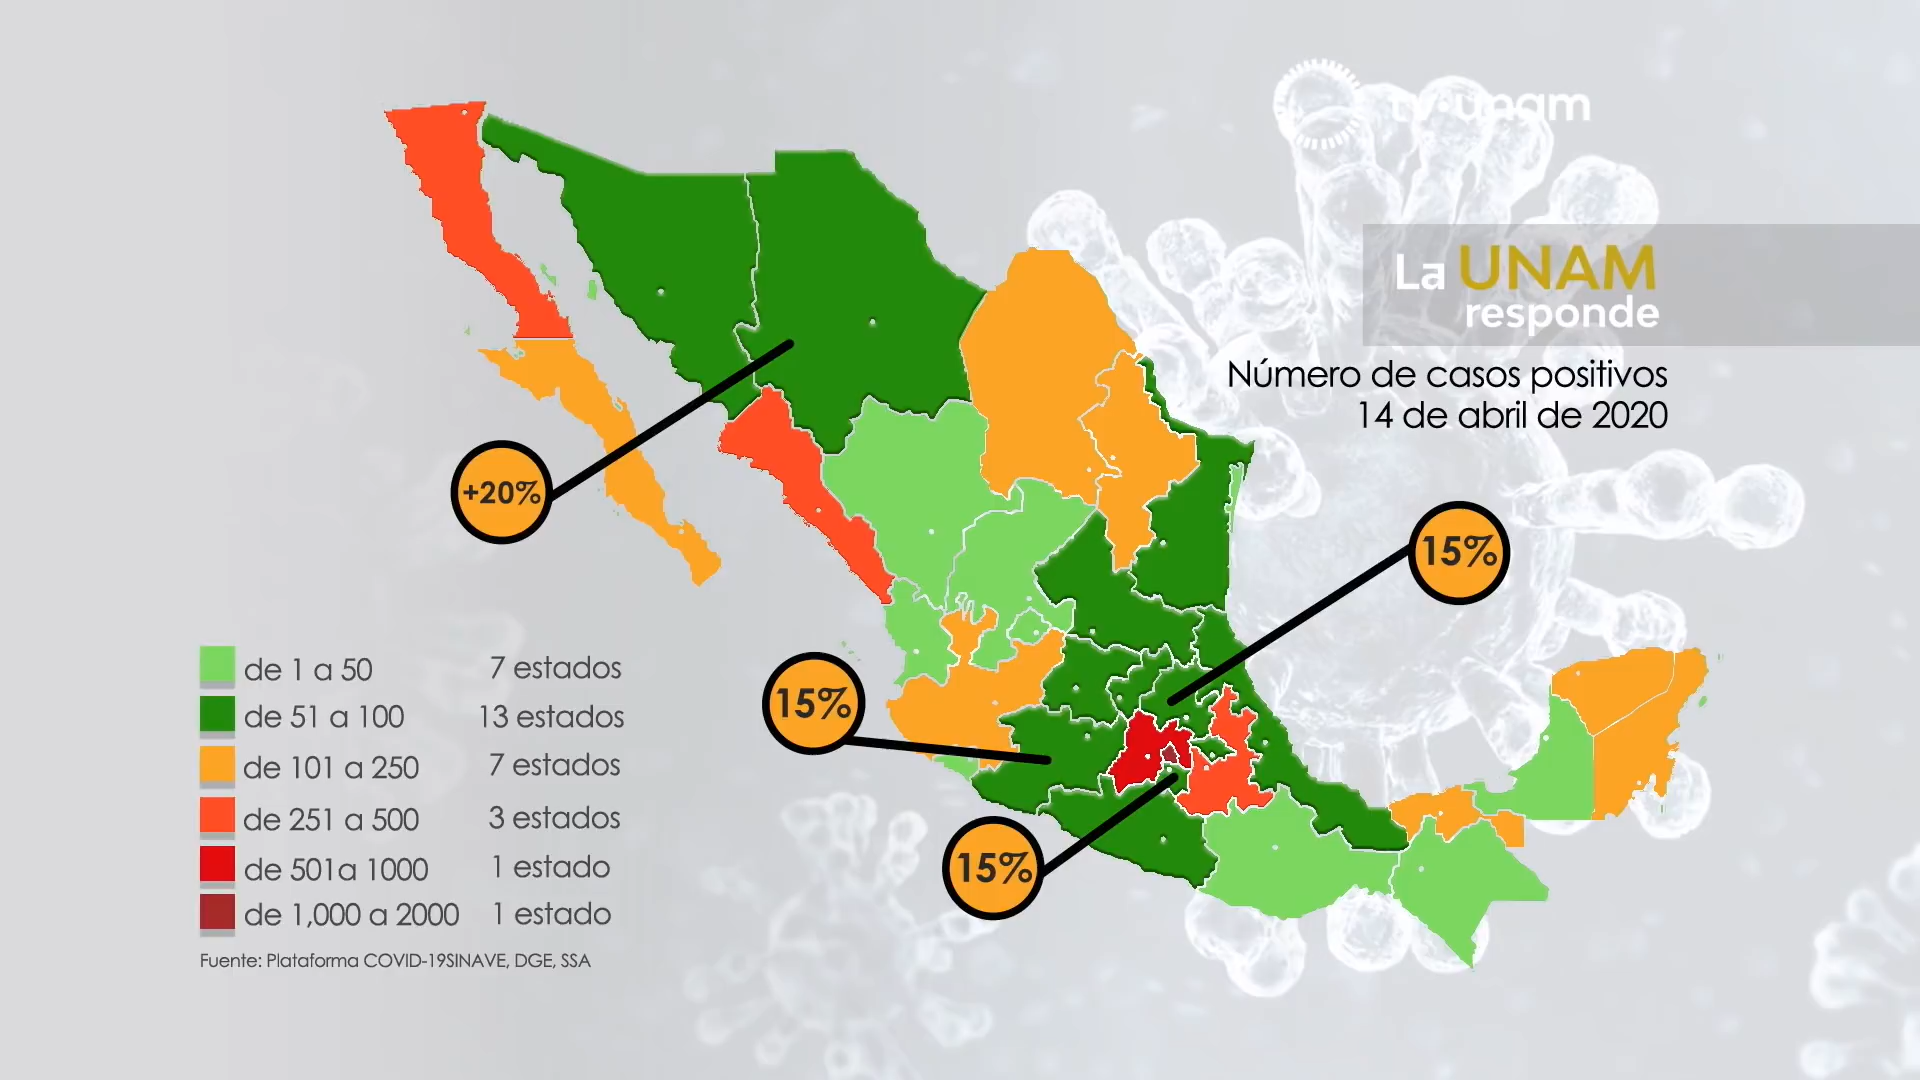 tv·unam
La UNAM
responde
Número de casos positivos
14 de abril de 2020
+20%
15%
15%
15%
de 1 a 50 7 estados
de 51 a 100 13 estados
de 101 a 250 7 estados
de 251 a 500 3 estados
de 501a 1000 1 estado
de 1,000 a 2000 1 estado
Fuente: Plataforma COVID-19SINAVE, DGE, SSA